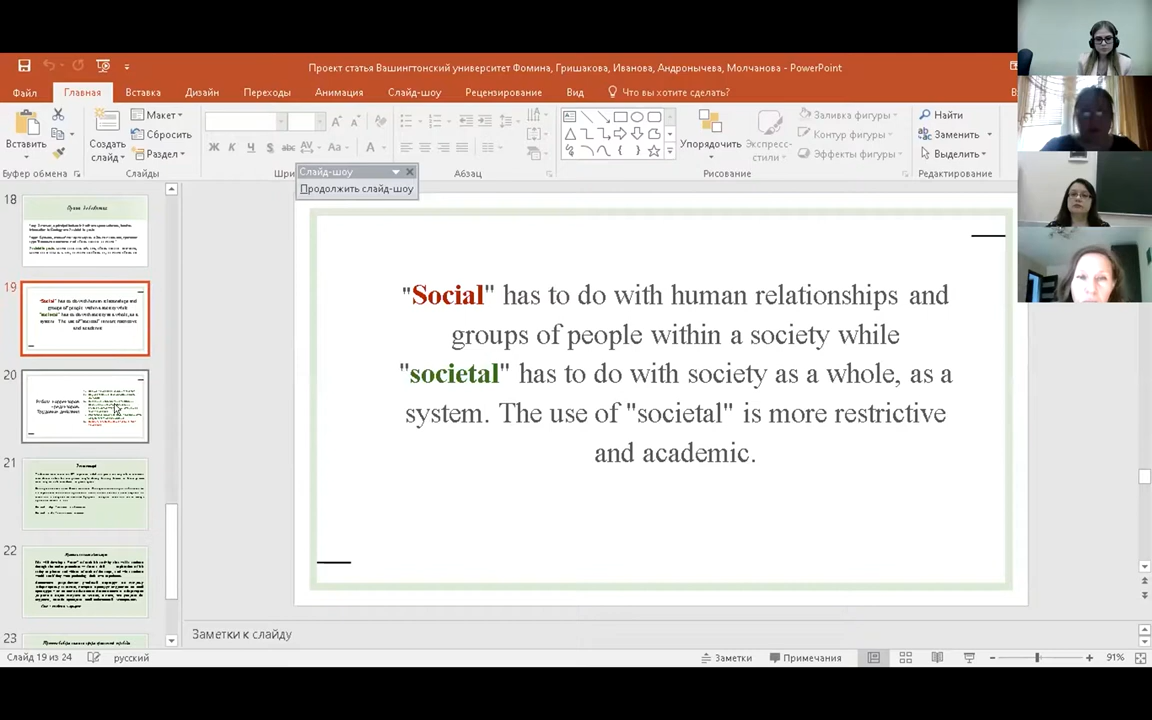 Проект статья Вашингтонский университет Фомина, Гришакова, Иванова, Андронычева, Молчанова - PowerPoint
Файл Главная Вставка Дизайн Переходы Анимация Слайд-шоу Рецензирование Вид Что вы хотите сделать?
Вставить
Создать слайд
Макет
Сбросить
Раздел
Ж К Ч S abc AV Aa A
Упорядочить
Экспресс-стили
Заливка фигуры
Контур фигуры
Эффекты фигуры
Найти
Заменить
Выделить
Буфер обмена Слайды Шри Абзац Рисование Редактирование
Слайд-шоу
Продолжить слайд-шоу
18
19
20
21
22
23
"Social" has to do with human relationships and
groups of people within a society while
"societal" has to do with society as a whole, as a
system. The use of "societal" is more restrictive
and academic.
Заметки к слайду
Слайд 19 из 24 русский Заметки Примечания 91%